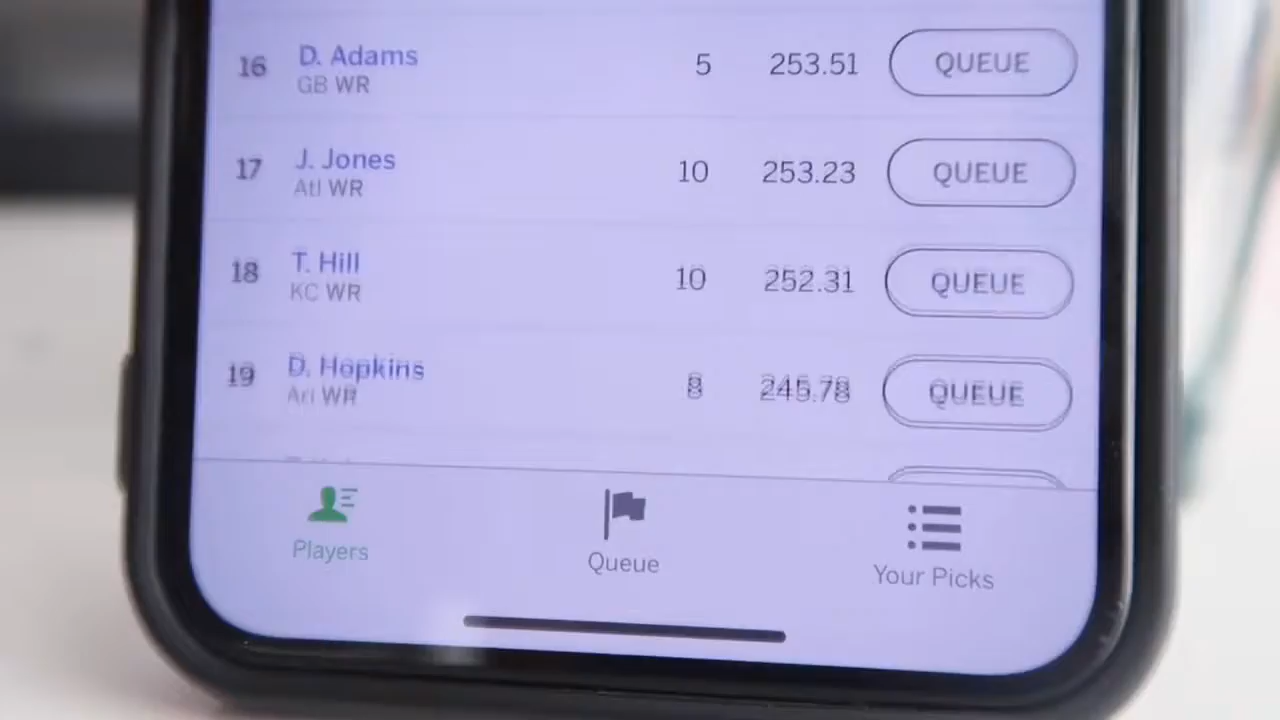 16 D. Adams 5 253.51 QUEUE
GB WR
17 J. Jones 10 253.23 QUEUE
Atl WR
18 T. Hill 10 252.31 QUEUE
KC WR
19 D. Hopkins 8 245.78 QUEUE
Ari WR
Players
Queue
Your Picks